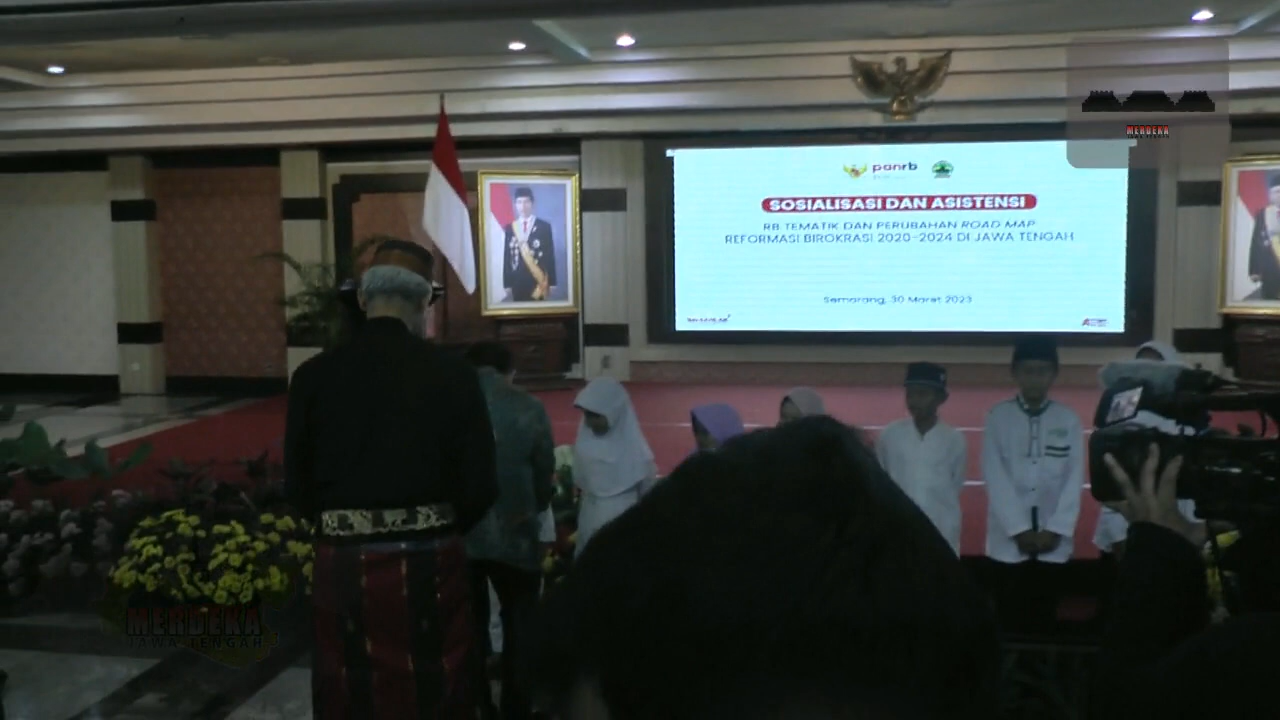 MERDEKA
panrb
SOSIALISASI DAN ASISTENSI
RB TEMATIK DAN PERUBAHAN ROAD MAP
REFORMASI BIROKRASI 2020-2024 DI JAWA TENGAH
Semarang, 30 Maret 2023
MERDEKA
JAWA TENGAH